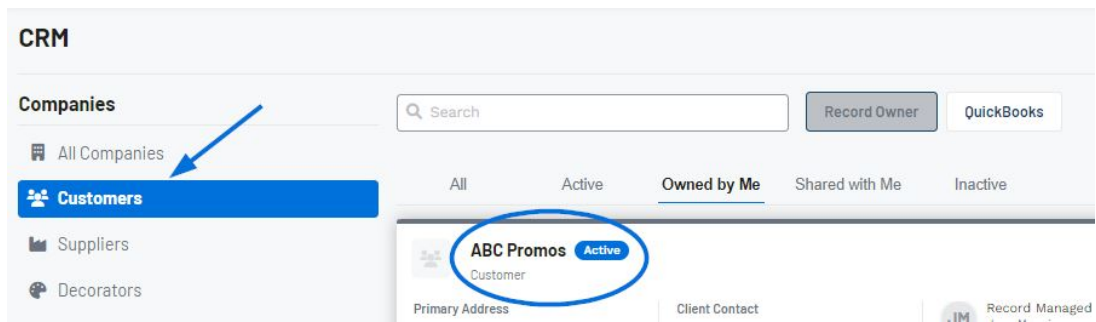 CRM
Companies
All Companies
Customers
Suppliers
Decorators
Search
Record Owner
QuickBooks
All Active Owned by Me Shared with Me Inactive
ABC Promos Active
Customer
Primary Address Client Contact
JM Record Managed